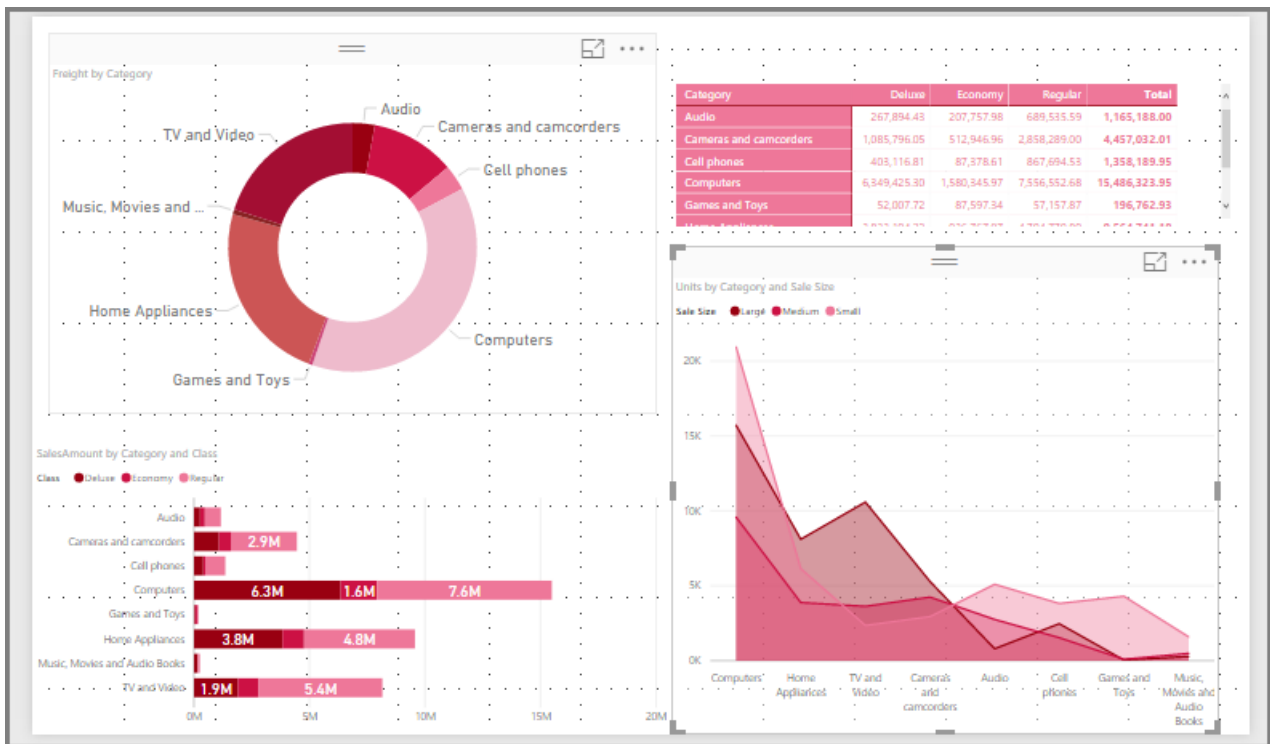 Freight by Category
Audio
TV and Video
Cameras and camcorders
Cell phones
Music, Movies and ...
Home Appliances
Computers
Games and Toys
Category Deluxe Economy Regular Total
Audio 267,894.43 207,757.98 689,535.59 1,165,188.00
Cameras and camcorders 1,085,796.05 512,946.96 2,858,289.00 4,457,032.01
Cell phones 403,116.81 87,378.61 867,694.53 1,358,189.95
Computers 6,349,425.30 1,580,345.97 7,556,552.68 15,486,323.95
Games and Toys 52,007.72 87,597.34 57,157.87 196,762.93
SalesAmount by Category and Class
Class Deluxe Economy Regular
Audio
Cameras and camcorders 2.9M
Cell phones
Computers 6.3M 1.6M 7.6M
Games and Toys
Home Appliances 3.8M 4.8M
Music, Movies and Audio Books
TV and Video 1.9M 5.4M
0M 5M 10M 15M 20M
Units by Category and Sale Size
Sale Size Large Medium Small
20K
15K
10K
5K
0K
Computers Home TV and Cameras Audio Cell Games and Music,
Appliances Video and phones Toys Movies and
camcorders Audio
Books